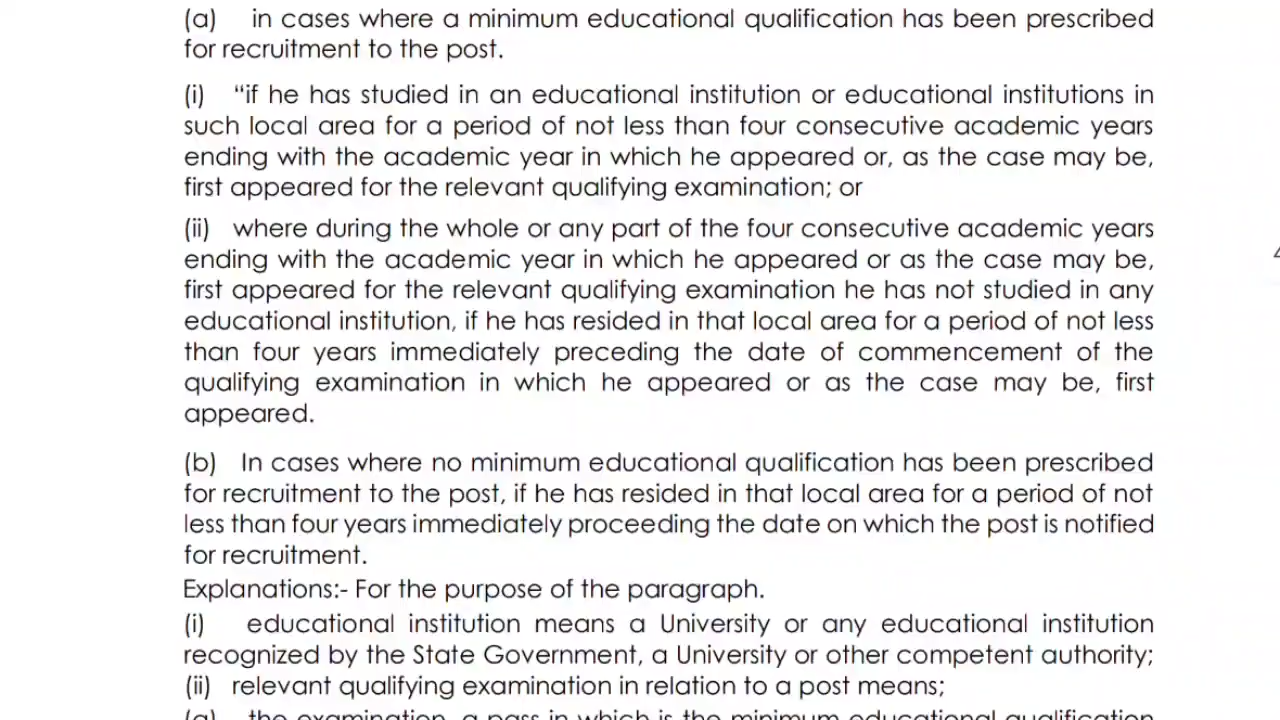 (a) in cases where a minimum educational qualification has been prescribed
for recruitment to the post.
(i) “if he has studied in an educational institution or educational institutions in
such local area for a period of not less than four consecutive academic years
ending with the academic year in which he appeared or, as the case may be,
first appeared for the relevant qualifying examination; or
(ii) where during the whole or any part of the four consecutive academic years
ending with the academic year in which he appeared or as the case may be,
first appeared for the relevant qualifying examination he has not studied in any
educational institution, if he has resided in that local area for a period of not less
than four years immediately preceding the date of commencement of the
qualifying examination in which he appeared or as the case may be, first
appeared.
(b) In cases where no minimum educational qualification has been prescribed
for recruitment to the post, if he has resided in that local area for a period of not
less than four years immediately proceeding the date on which the post is notified
for recruitment.
Explanations:- For the purpose of the paragraph.
(i) educational institution means a University or any educational institution
recognized by the State Government, a University or other competent authority;
(ii) relevant qualifying examination in relation to a post means;
(a) the examination, a pass in which is the minimum educational qualification